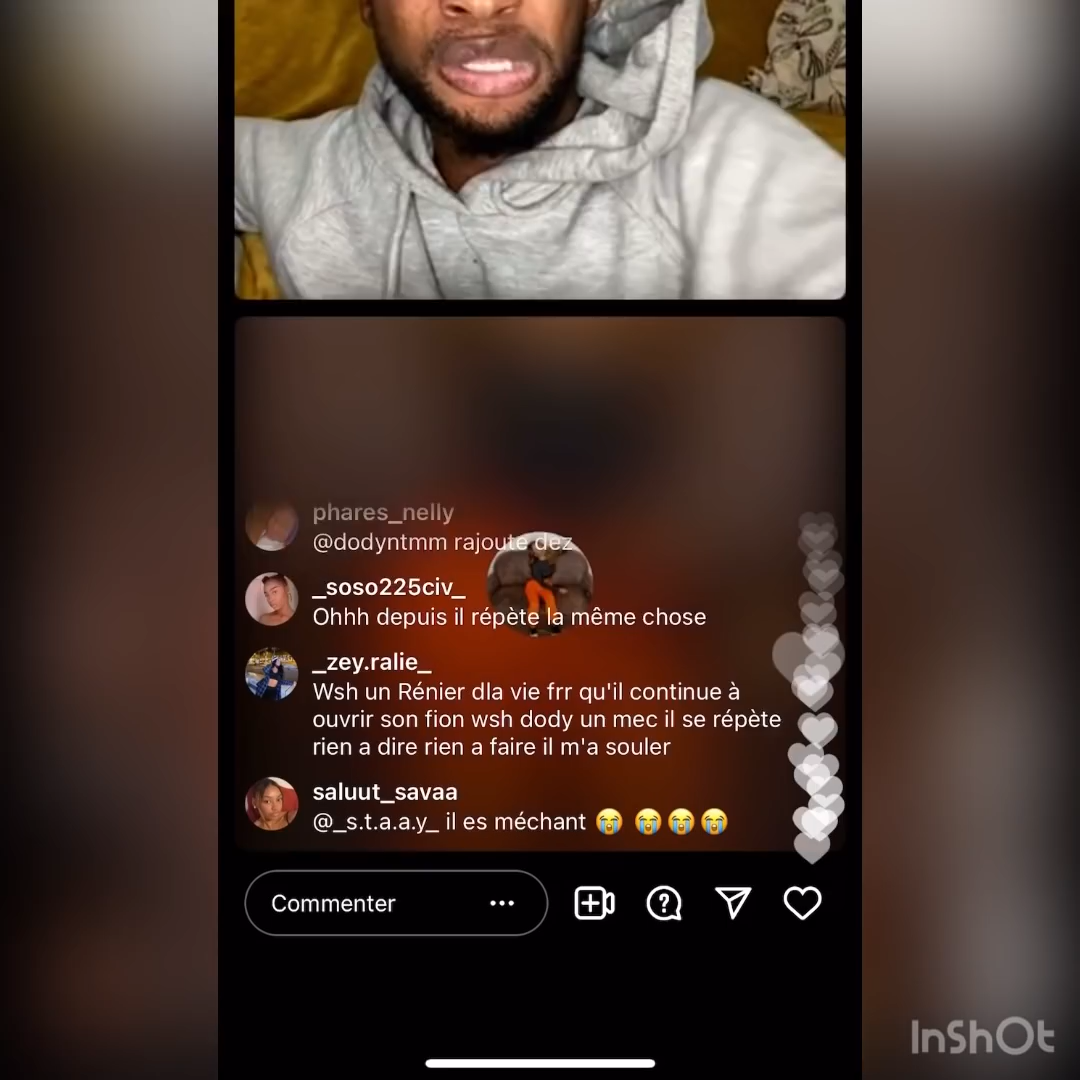 phares_nelly
@dodyntmm rajoute dez
_soso225civ_
Ohhh depuis il répète la même chose
_zey.ralie_
Wsh un Rénier dla vie frr qu'il continue à
ouvrir son fion wsh dody un mec il se répète
rien a dire rien a faire il m'a souler
saluut_savaa
@_s.t.a.a.y_ il es méchant 😭 😭😭😭
Commenter
InShOt